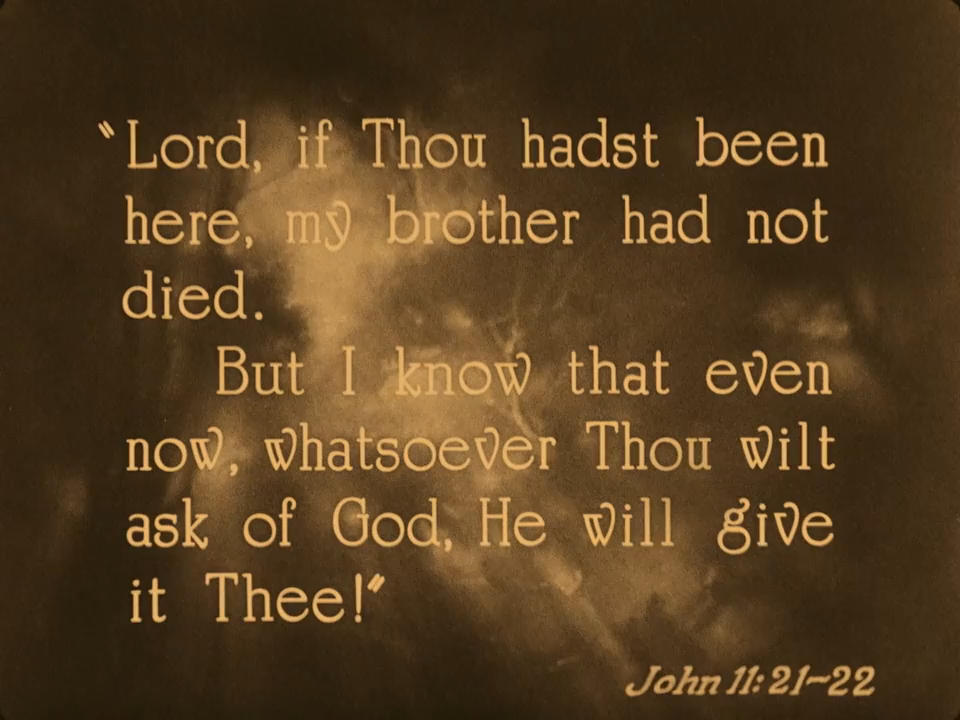 “Lord, if Thou hadst been
here, my brother had not
died.
But I know that even
now, whatsoever Thou wilt
ask of God, He will give
it Thee!”
John 11:21~22